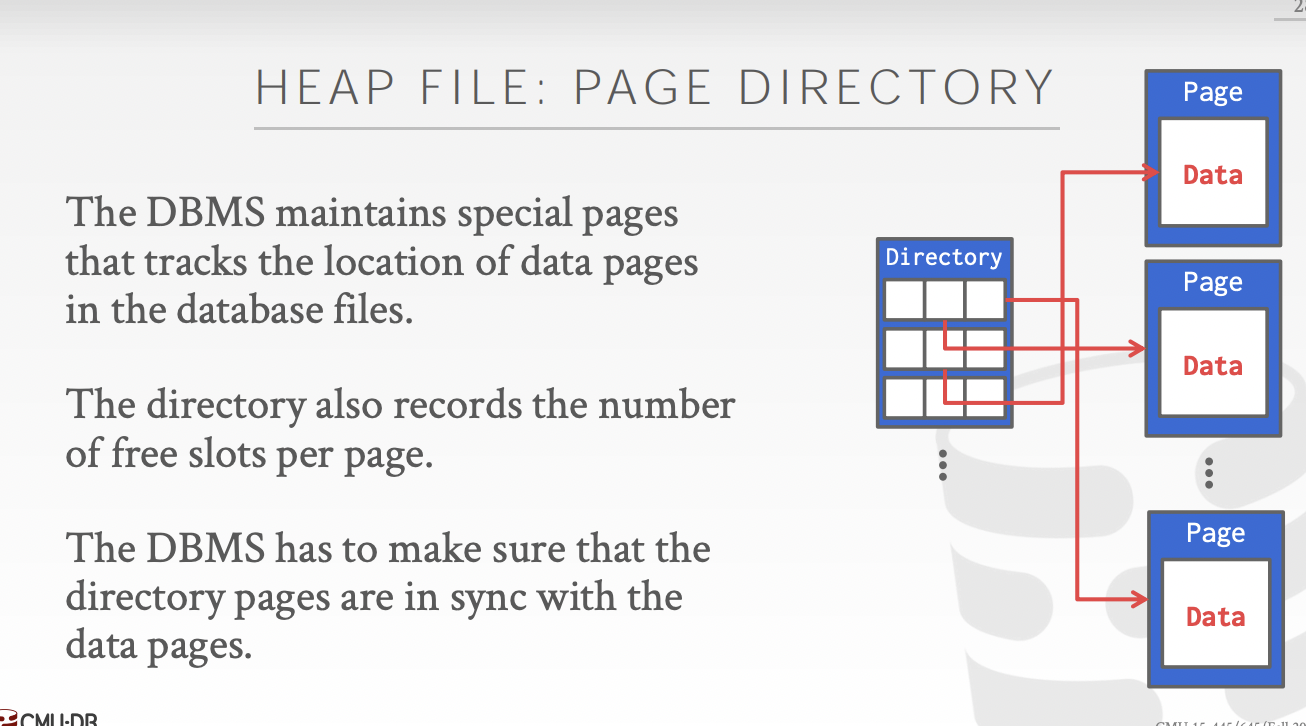 HEAP FILE: PAGE DIRECTORY
The DBMS maintains special pages
that tracks the location of data pages
in the database files.
The directory also records the number
of free slots per page.
The DBMS has to make sure that the
directory pages are in sync with the
data pages.
Directory
Page
Data
Page
Data
Page
Data
CMU·DB